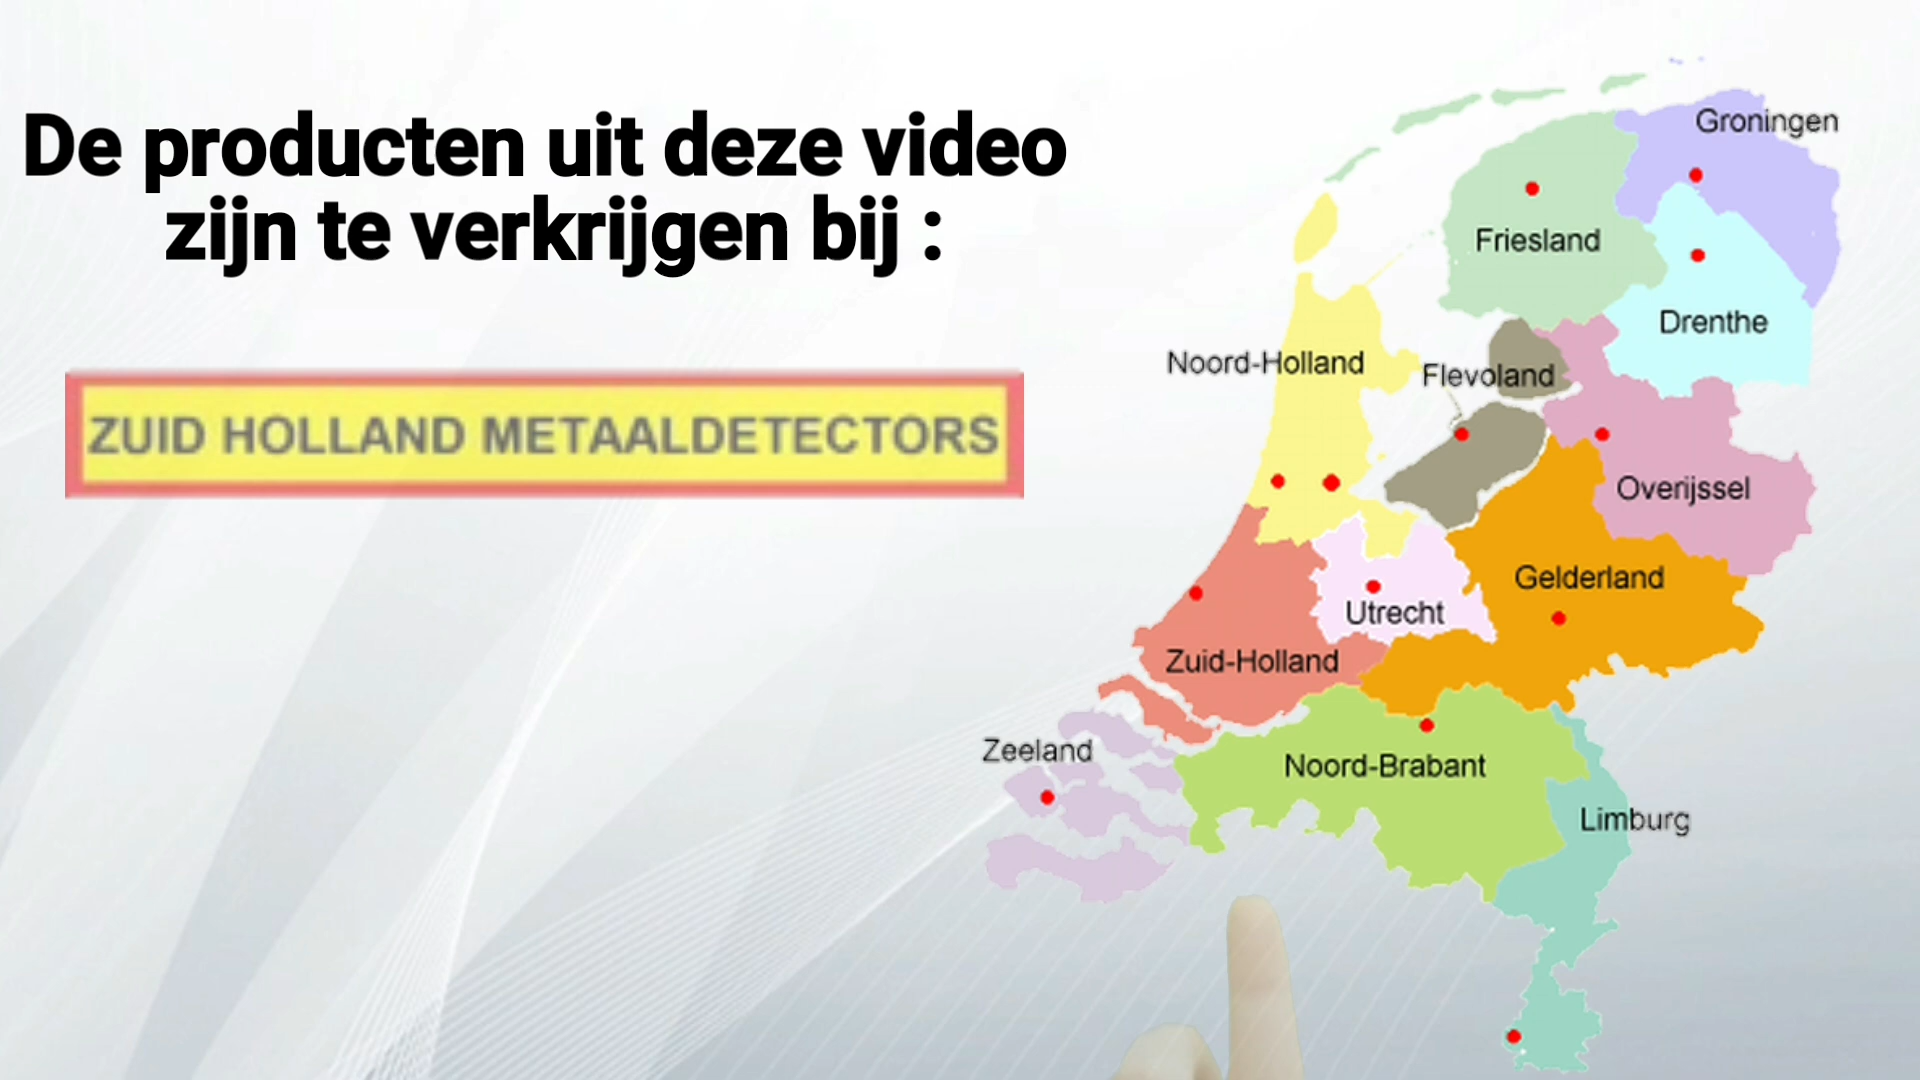 De producten uit deze video
zijn te verkrijgen bij :
ZUID HOLLAND METAALDETECTORS
Groningen
Friesland
Drenthe
Noord-Holland
Flevoland
Overijssel
Gelderland
Utrecht
Zuid-Holland
Zeeland
Noord-Brabant
Limburg